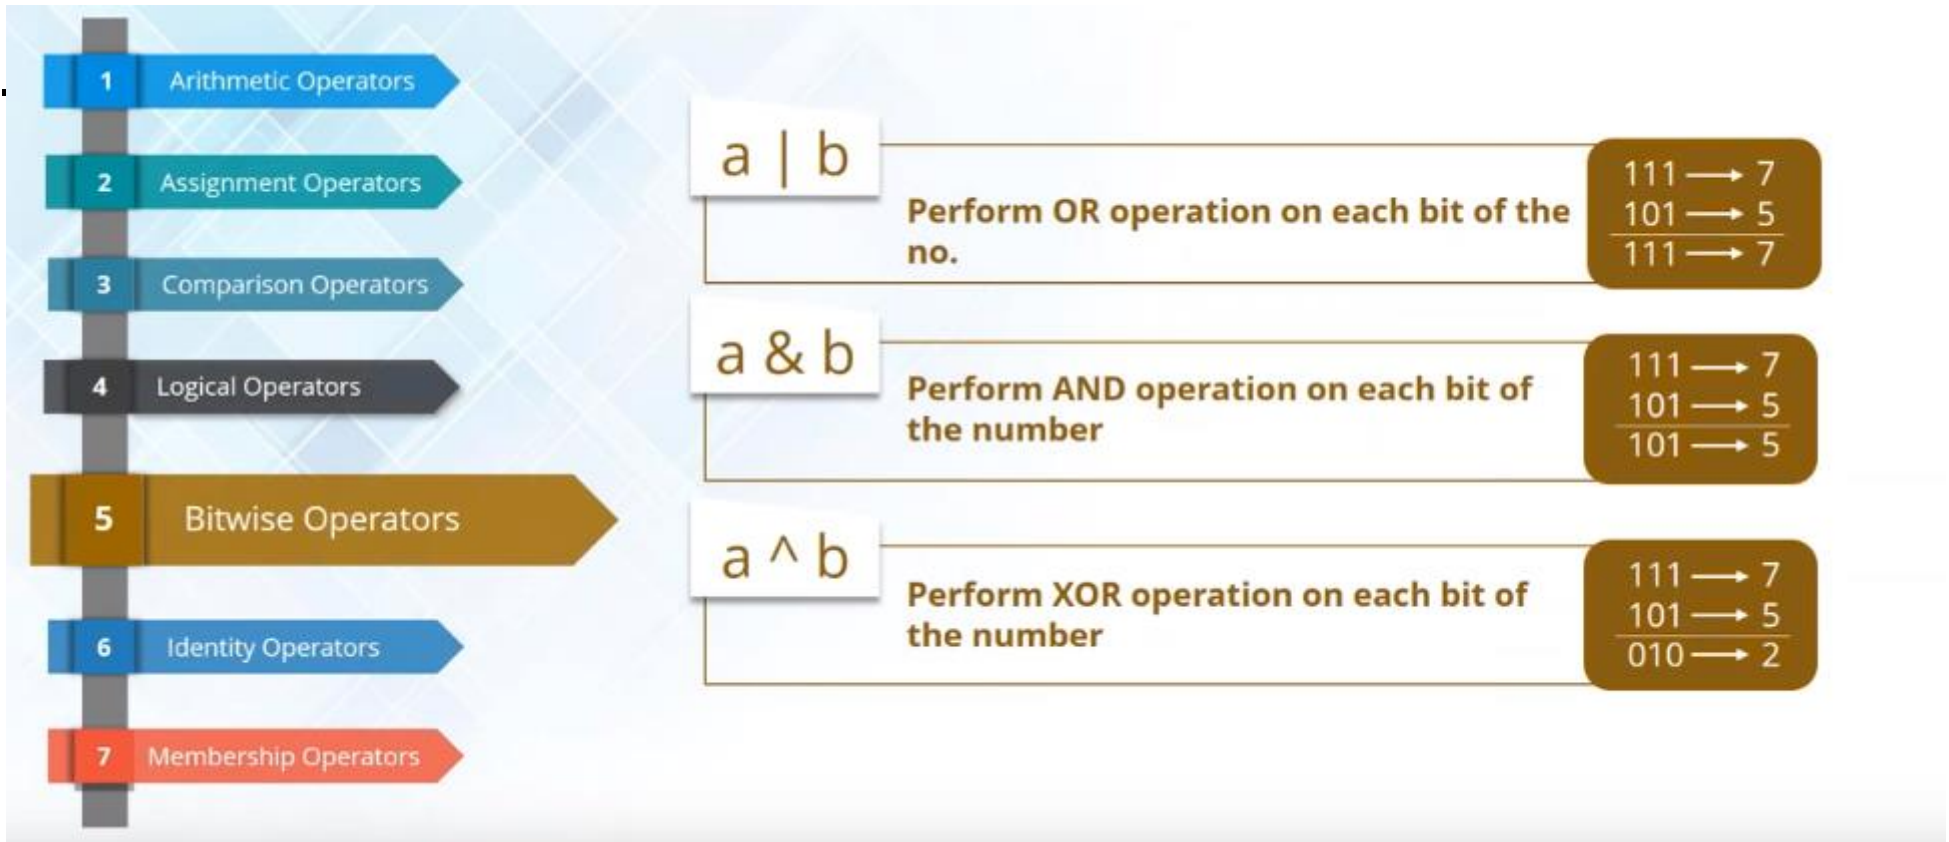 1 Arithmetic Operators
2 Assignment Operators
3 Comparison Operators
4 Logical Operators
5 Bitwise Operators
6 Identity Operators
7 Membership Operators
a | b
Perform OR operation on each bit of the
no.
111 → 7
101 → 5
111 → 7
a & b
Perform AND operation on each bit of
the number
111 → 7
101 → 5
101 → 5
a ^ b
Perform XOR operation on each bit of
the number
111 → 7
101 → 5
010 → 2